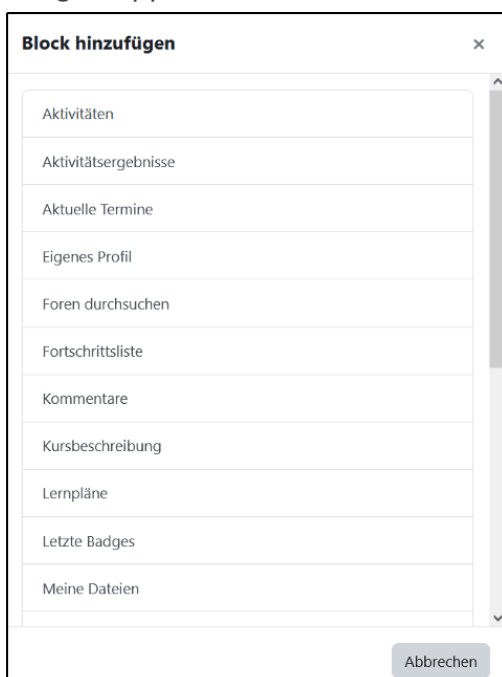 Block hinzufügen
×
Aktivitäten
Aktivitätsergebnisse
Aktuelle Termine
Eigenes Profil
Foren durchsuchen
Fortschrittsliste
Kommentare
Kursbeschreibung
Lernpläne
Letzte Badges
Meine Dateien
Abbrechen